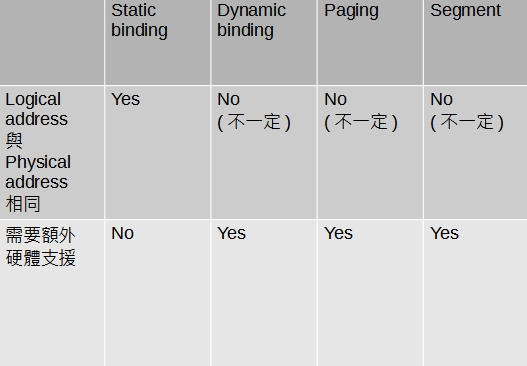 Static
binding
Dynamic
binding
Paging
Segment
Logical
address
與
Physical
address
相同
Yes
No
( 不一定 )
No
( 不一定 )
No
( 不一定 )
需要額外
硬體支援
No
Yes
Yes
Yes